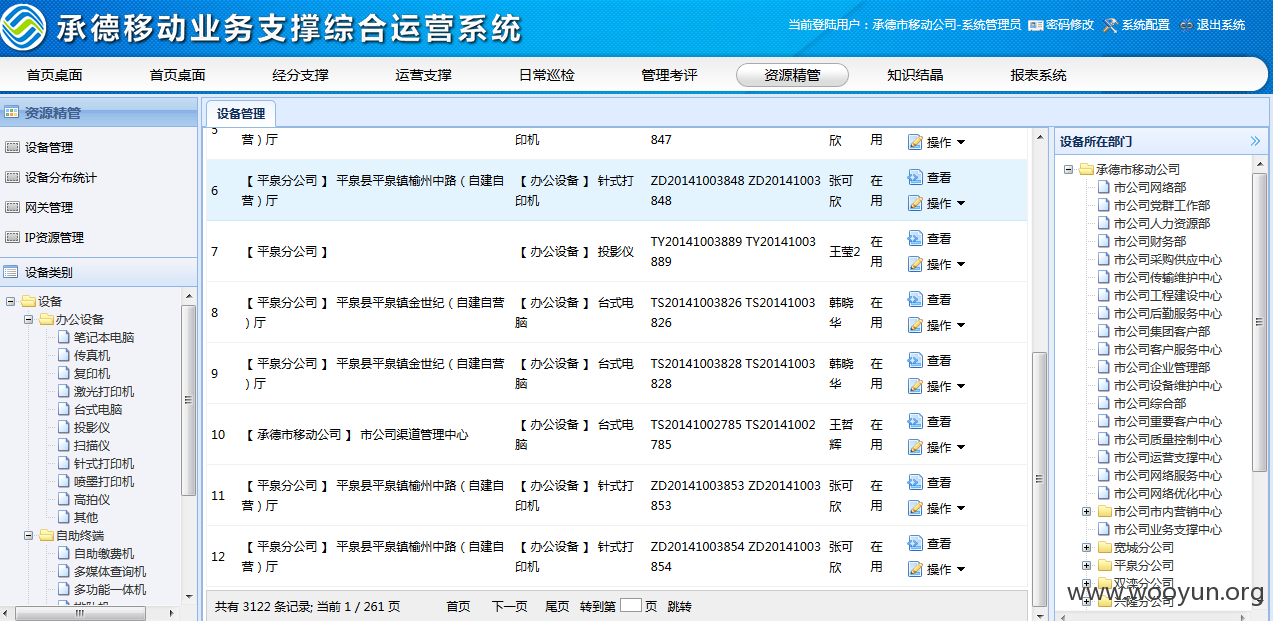 承德移动业务支撑综合运营系统
当前登陆用户：承德市移动公司-系统管理员 密码修改 系统配置 退出系统
首页桌面 首页桌面 经分支撑 运营支撑 日常巡检 管理考评 资源精管 知识结晶 报表系统
资源精管
设备管理
设备分布统计
网关管理
IP资源管理
设备类别
设备
办公设备
笔记本电脑
传真机
复印机
激光打印机
台式电脑
投影仪
扫描仪
针式打印机
喷墨打印机
高拍仪
其他
自助终端
自助缴费机
多媒体查询机
多功能一体机
设备管理
5 营）厅 印机 847 欣 用 操作
6 【 平泉分公司 】 平泉县平泉镇榆州中路（自建自 【 办公设备 】 针式打 ZD20141003848 ZD20141003 张可 在 查看
营）厅 印机 848 欣 用 操作
7 【 平泉分公司 】 【 办公设备 】 投影仪 TY20141003889 TY20141003 王莹2 在 查看
889 用 操作
8 【 平泉分公司 】 平泉县平泉镇金世纪（自建自营 【 办公设备 】 台式电 TS20141003826 TS20141003 韩晓 在 查看
）厅 脑 826 华 用 操作
9 【 平泉分公司 】 平泉县平泉镇金世纪（自建自营 【 办公设备 】 台式电 TS20141003828 TS20141003 韩晓 在 查看
）厅 脑 828 华 用 操作
10 【 承德市移动公司 】 市公司渠道管理中心 【 办公设备 】 台式电 TS20141002785 TS20141002 王哲 在 查看
脑 785 辉 用 操作
11 【 平泉分公司 】 平泉县平泉镇榆州中路（自建自 【 办公设备 】 针式打 ZD20141003853 ZD20141003 张可 在 查看
营）厅 印机 853 欣 用 操作
12 【 平泉分公司 】 平泉县平泉镇榆州中路（自建自 【 办公设备 】 针式打 ZD20141003854 ZD20141003 张可 在 查看
营）厅 印机 854 欣 用 操作
共有 3122 条记录; 当前 1 / 261 页 首页 下一页 尾页 转到第 页 跳转
设备所在部门
承德市移动公司
市公司网络部
市公司党群工作部
市公司人力资源部
市公司财务部
市公司采购供应中心
市公司传输维护中心
市公司工程建设中心
市公司后勤服务中心
市公司集团客户部
市公司客户服务中心
市公司企业管理部
市公司设备维护中心
市公司综合部
市公司重要客户中心
市公司质量控制中心
市公司运营支撑中心
市公司网络服务中心
市公司网络优化中心
市公司市内营销中心
市公司业务支撑中心
宽城分公司
平泉分公司
双滦分公司
兴隆分公司
www.wooyun.org